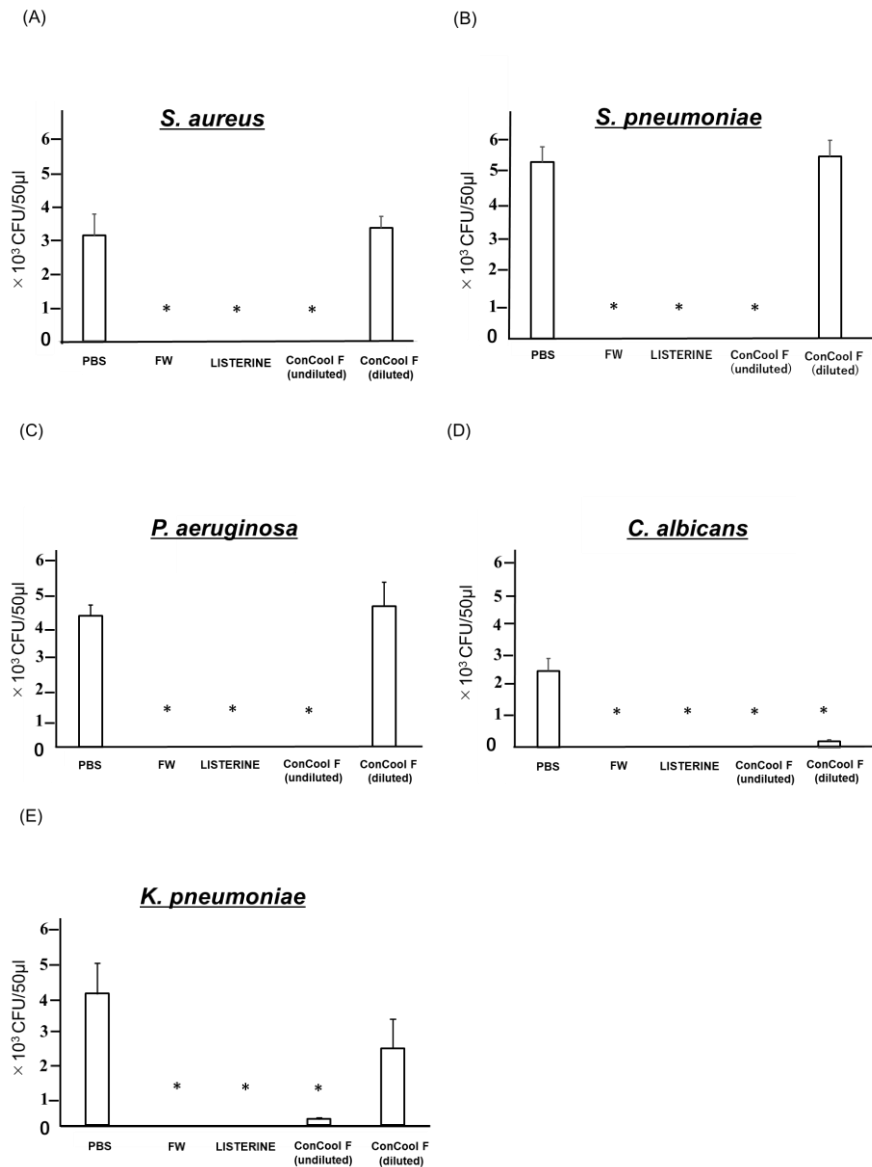 (A)
S. aureus
× 10³ CFU/50µl
6
5
4
3
2
1
0
* * *
PBS FW LISTERINE ConCool F ConCool F
(undiluted) (diluted)
(B)
S. pneumoniae
× 10³ CFU/50µl
6
5
4
3
2
1
0
* * *
PBS FW LISTERINE ConCool F ConCool F
(undiluted) (diluted)
(C)
P. aeruginosa
× 10³ CFU/50µl
6
5
4
3
2
1
0
* * *
PBS FW LISTERINE ConCool F ConCool F
(undiluted) (diluted)
(D)
C. albicans
× 10³ CFU/50µl
6
5
4
3
2
1
0
* * * *
PBS FW LISTERINE ConCool F ConCool F
(undiluted) (diluted)
(E)
K. pneumoniae
× 10³ CFU/50µl
6
5
4
3
2
1
0
* * *
PBS FW LISTERINE ConCool F ConCool F
(undiluted) (diluted)